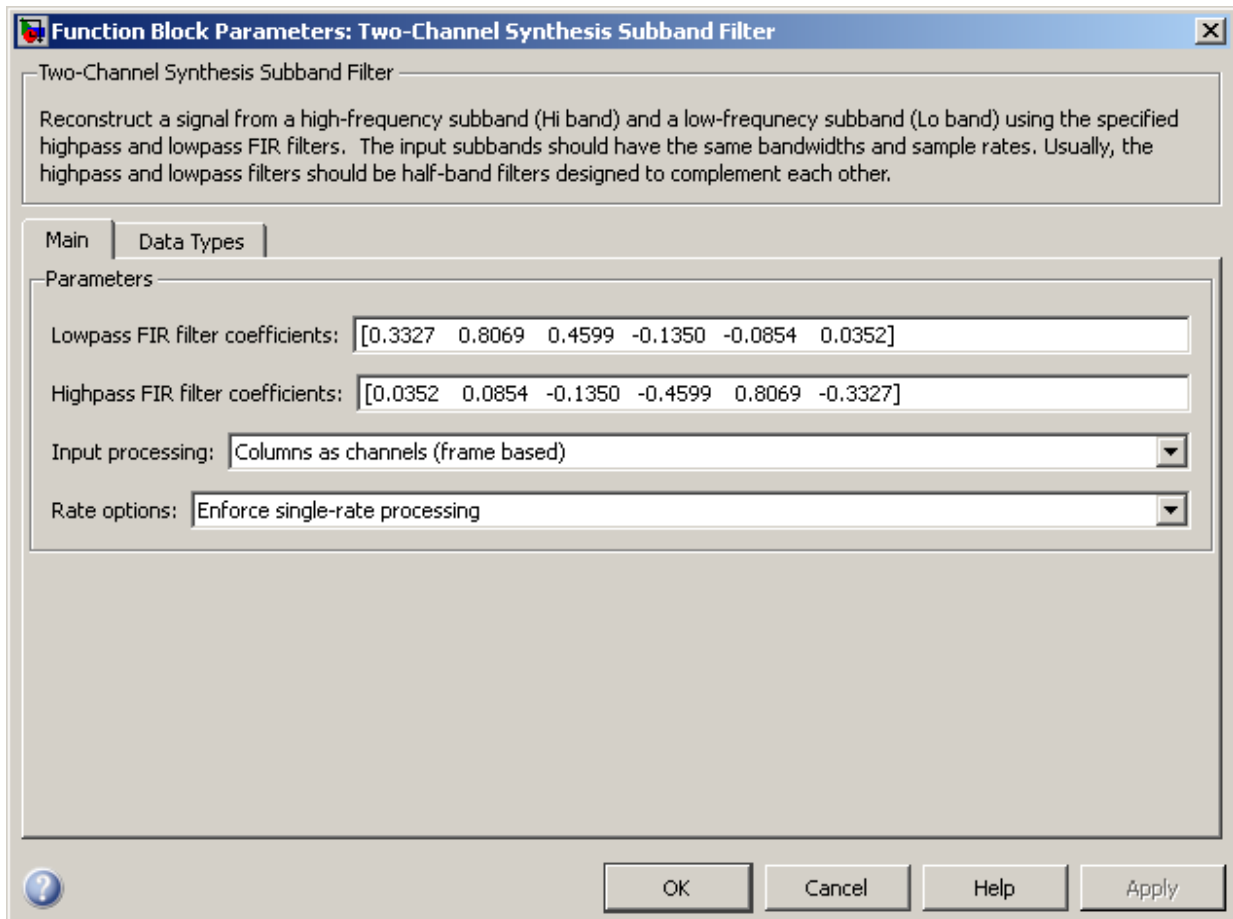 Function Block Parameters: Two-Channel Synthesis Subband Filter
Two-Channel Synthesis Subband Filter
Reconstruct a signal from a high-frequency subband (Hi band) and a low-frequnecy subband (Lo band) using the specified
highpass and lowpass FIR filters.  The input subbands should have the same bandwidths and sample rates. Usually, the
highpass and lowpass filters should be half-band filters designed to complement each other.
Main Data Types
Parameters
Lowpass FIR filter coefficients: [0.3327 0.8069 0.4599 -0.1350 -0.0854 0.0352]
Highpass FIR filter coefficients: [0.0352 0.0854 -0.1350 -0.4599 0.8069 -0.3327]
Input processing: Columns as channels (frame based)
Rate options: Enforce single-rate processing
? OK Cancel Help Apply